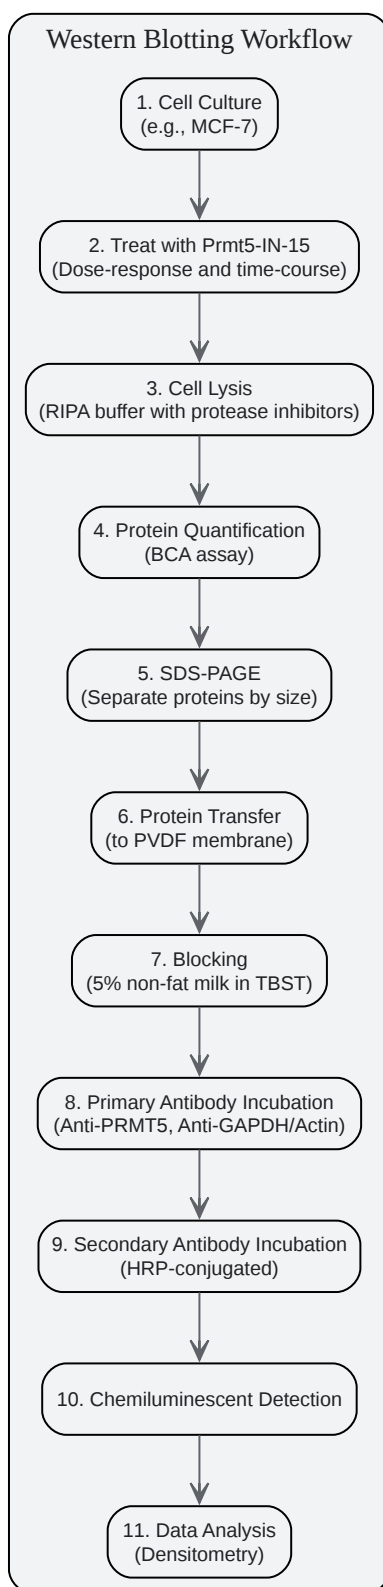 Western Blotting Workflow
1. Cell Culture
(e.g., MCF-7)
2. Treat with Prmt5-IN-15
(Dose-response and time-course)
3. Cell Lysis
(RIPA buffer with protease inhibitors)
4. Protein Quantification
(BCA assay)
5. SDS-PAGE
(Separate proteins by size)
6. Protein Transfer
(to PVDF membrane)
7. Blocking
(5% non-fat milk in TBST)
8. Primary Antibody Incubation
(Anti-PRMT5, Anti-GAPDH/Actin)
9. Secondary Antibody Incubation
(HRP-conjugated)
10. Chemiluminescent Detection
11. Data Analysis
(Densitometry)